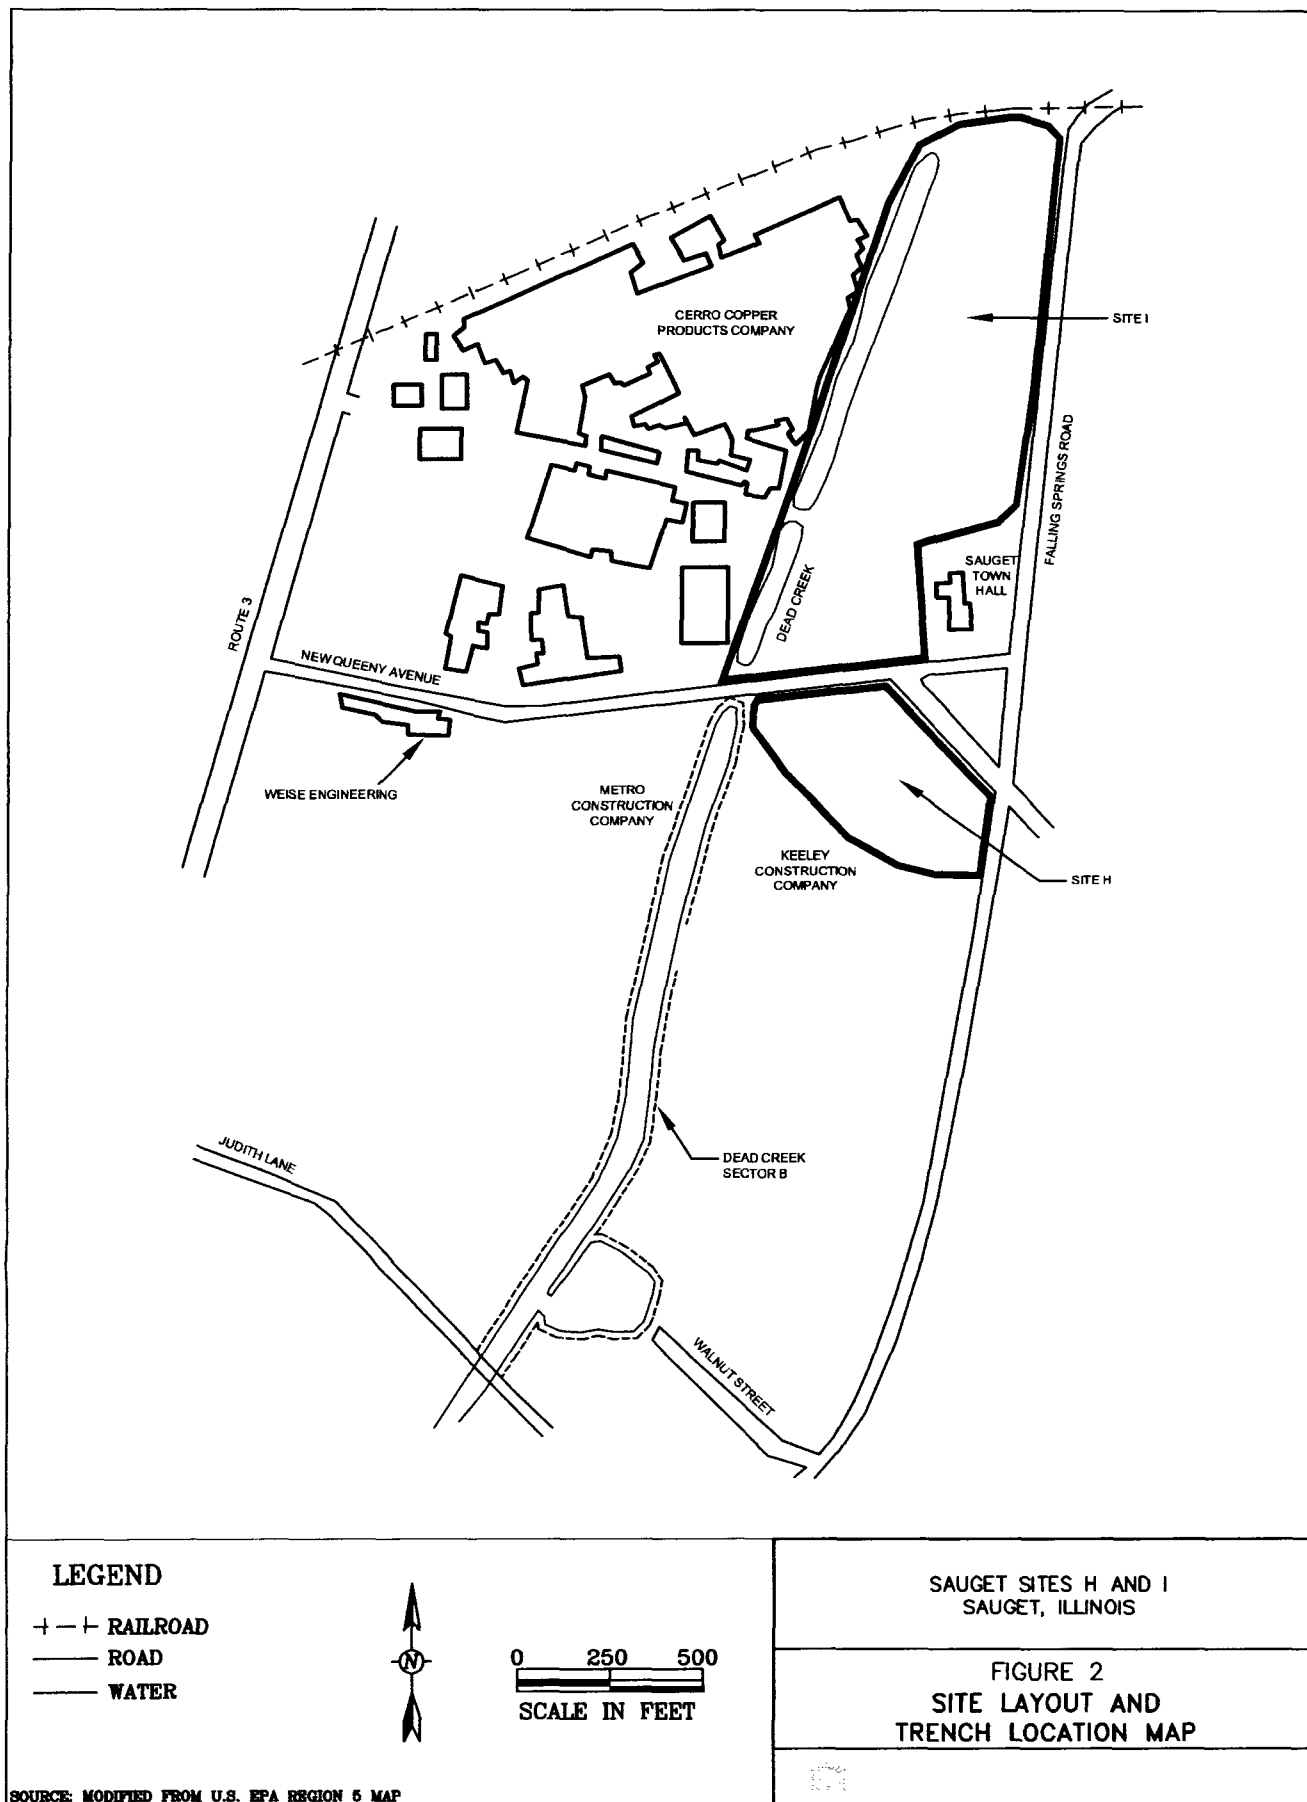 CERRO COPPER
PRODUCTS COMPANY
SITE I
FALLING SPRINGS ROAD
SAUGET
TOWN
HALL
DEAD CREEK
ROUTE 3
NEW QUEENY AVENUE
WEISE ENGINEERING
METRO
CONSTRUCTION
COMPANY
KEELEY
CONSTRUCTION
COMPANY
SITE H
DEAD CREEK
SECTOR B
JUDITH LANE
WALNUT STREET
LEGEND
RAILROAD
ROAD
WATER
N
0 250 500
SCALE IN FEET
SOURCE: MODIFIED FROM U.S. EPA REGION 5 MAP
SAUGET SITES H AND I
SAUGET, ILLINOIS
FIGURE 2
SITE LAYOUT AND
TRENCH LOCATION MAP